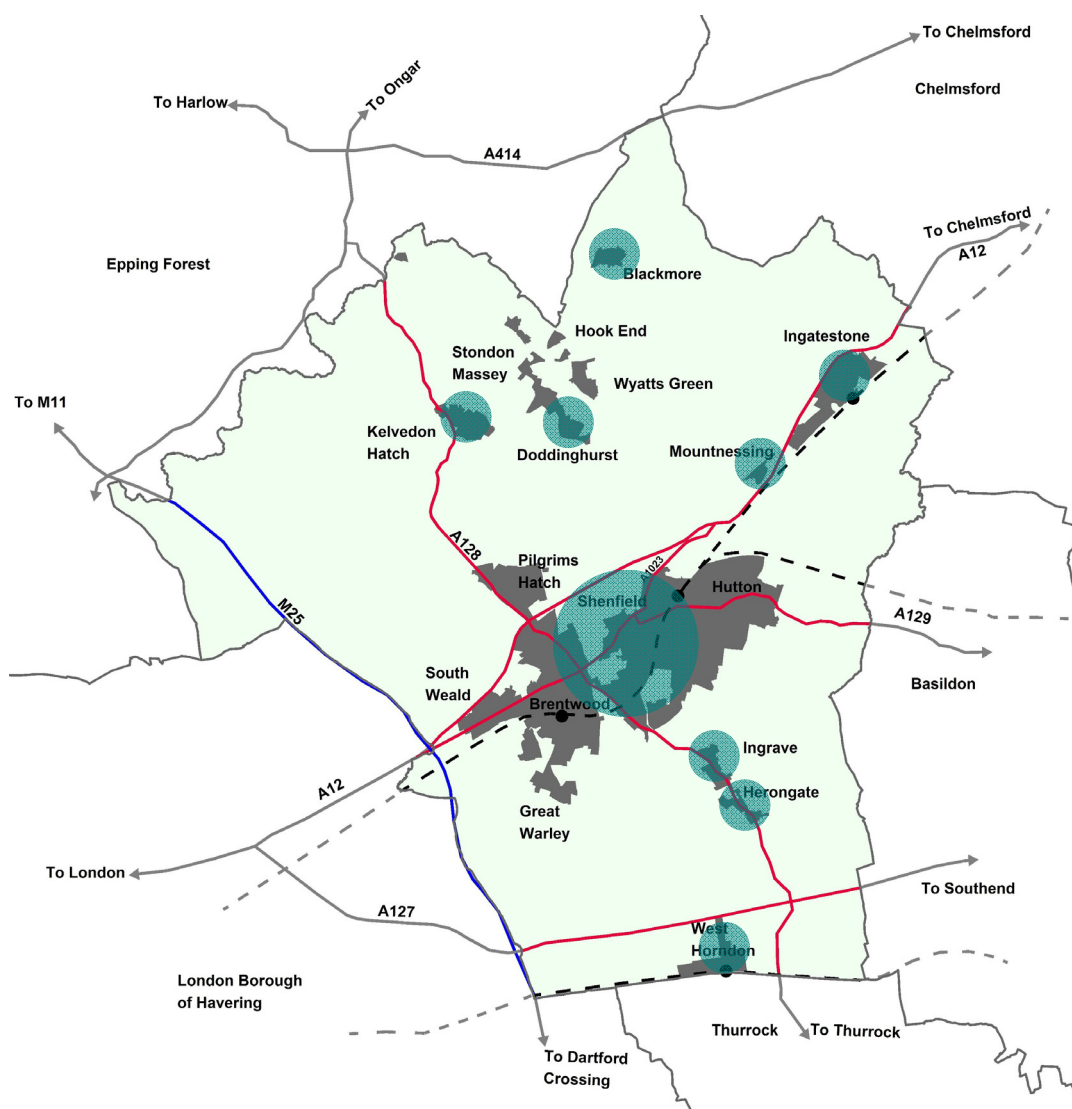 To Chelmsford
Chelmsford
To Harlow
To Ongar
A414
To Chelmsford
A12
Epping Forest
Blackmore
Hook End
Ingatestone
Stondon
Massey
Wyatts Green
To M11
Kelvedon
Hatch
Doddinghurst
Mountnessing
A128
Pilgrims
Hatch
A1023
Hutton
Shenfield
M25
A129
South
Weald
Basildon
Brentwood
Ingrave
A12
Herongate
Great
Warley
To London
To Southend
A127
West
Horndon
London Borough
of Havering
Thurrock
To Thurrock
To Dartford
Crossing